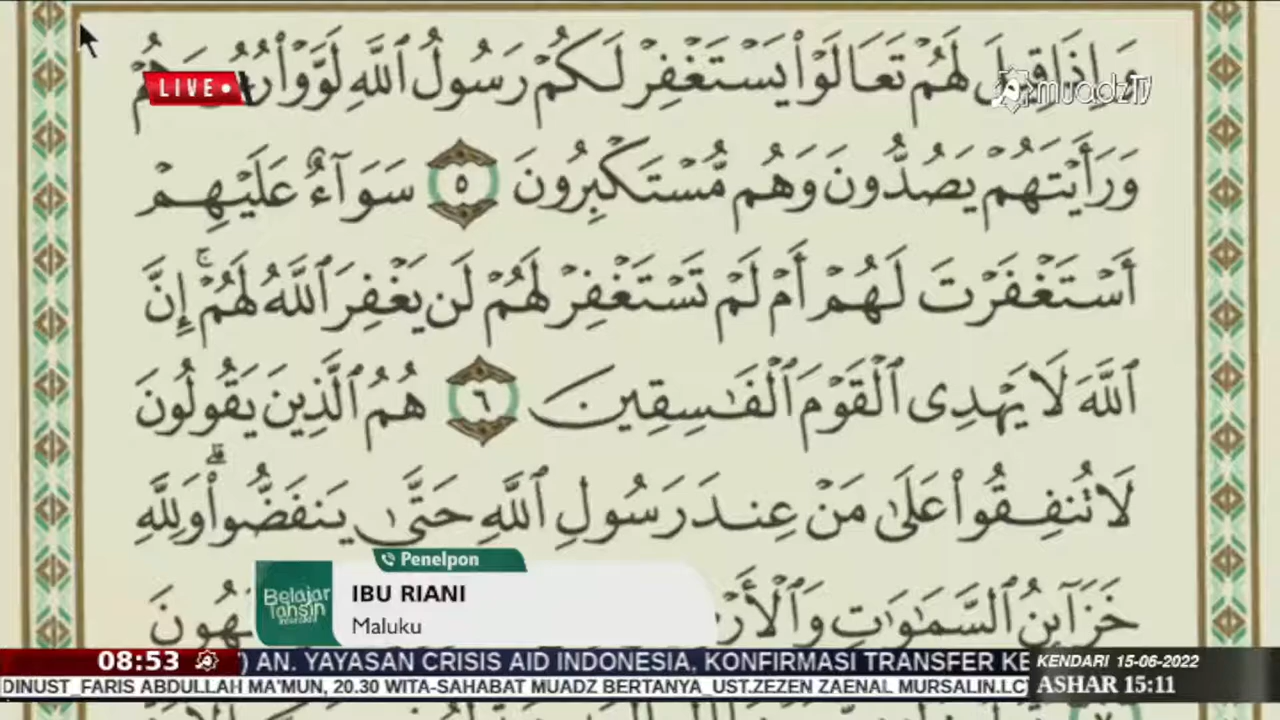 وَإِذَا قِيلَ لَهُمْ تَعَالَوْا۟ يَسْتَغْفِرْ لَكُمْ رَسُولُ ٱللَّهِ لَوَّوْا۟
LIVE
muadzTV
وَرَأَيْتَهُمْ يَصُدُّونَ وَهُم مُّسْتَكْبِرُونَ ٥ سَوَآءٌ عَلَيْهِمْ
أَسْتَغْفَرْتَ لَهُمْ أَمْ لَمْ تَسْتَغْفِرْ لَهُمْ لَن يَغْفِرَ ٱللَّهُ لَهُمْ ۚ إِنَّ
ٱللَّهَ لَا يَهْدِى ٱلْقَوْمَ ٱلْفَـٰسِقِينَ ٦ هُمُ ٱلَّذِينَ يَقُولُونَ
لَا تُنفِقُوا۟ عَلَىٰ مَنْ عِندَ رَسُولِ ٱللَّهِ حَتَّىٰ يَنفَضُّوا۟ ۗ وَلِلَّهِ
خَزَآئِنُ ٱلسَّمَـٰوَٰتِ وَٱلْأَرْ
Penelpon
Belajar Tahsin
IBU RIANI
Maluku
08:53 ') AN. YAYASAN CRISIS AID INDONESIA, KONFIRMASI TRANSFER KE
KENDARI 15-06-2022
DINUST_FARIS ABDULLAH MA'MUN, 20.30 WITA-SAHABAT MUADZ BERTANYA_UST.ZEZEN ZAENAL MURSALIN.LC
ASHAR 15:11